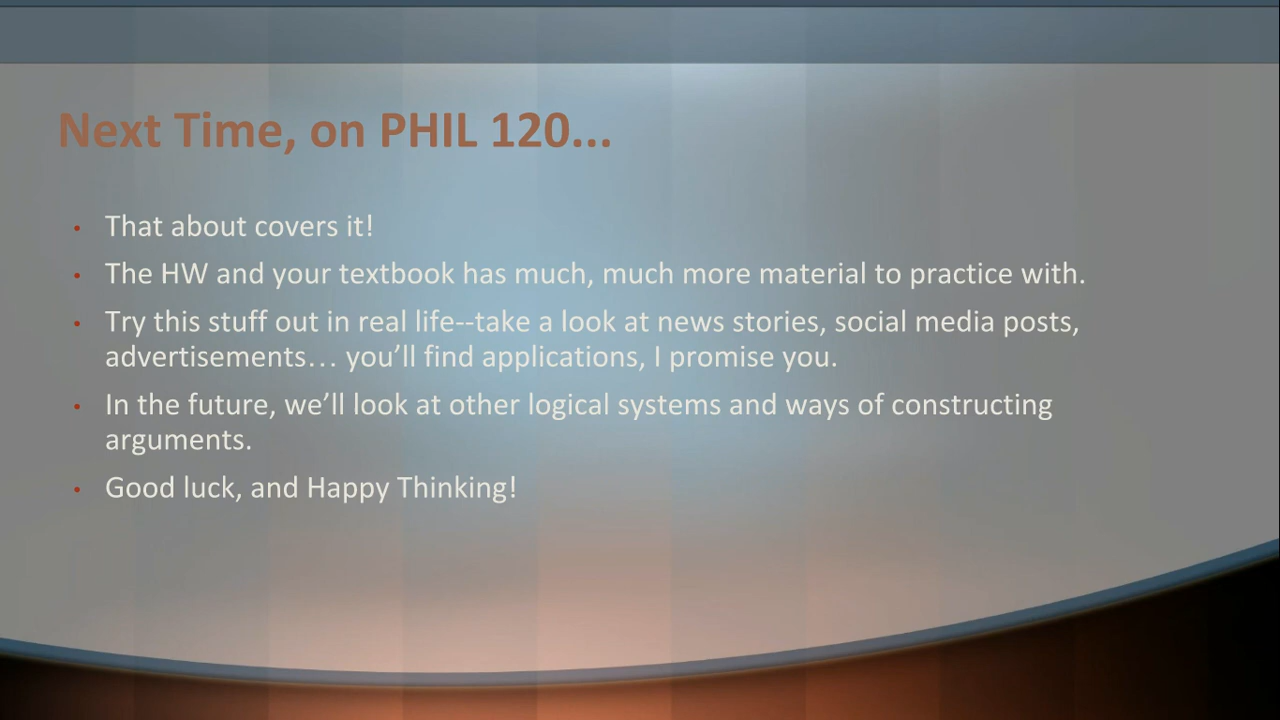 Next Time, on PHIL 120...
• That about covers it!
• The HW and your textbook has much, much more material to practice with.
• Try this stuff out in real life--take a look at news stories, social media posts,
advertisements… you’ll find applications, I promise you.
• In the future, we’ll look at other logical systems and ways of constructing
arguments.
• Good luck, and Happy Thinking!